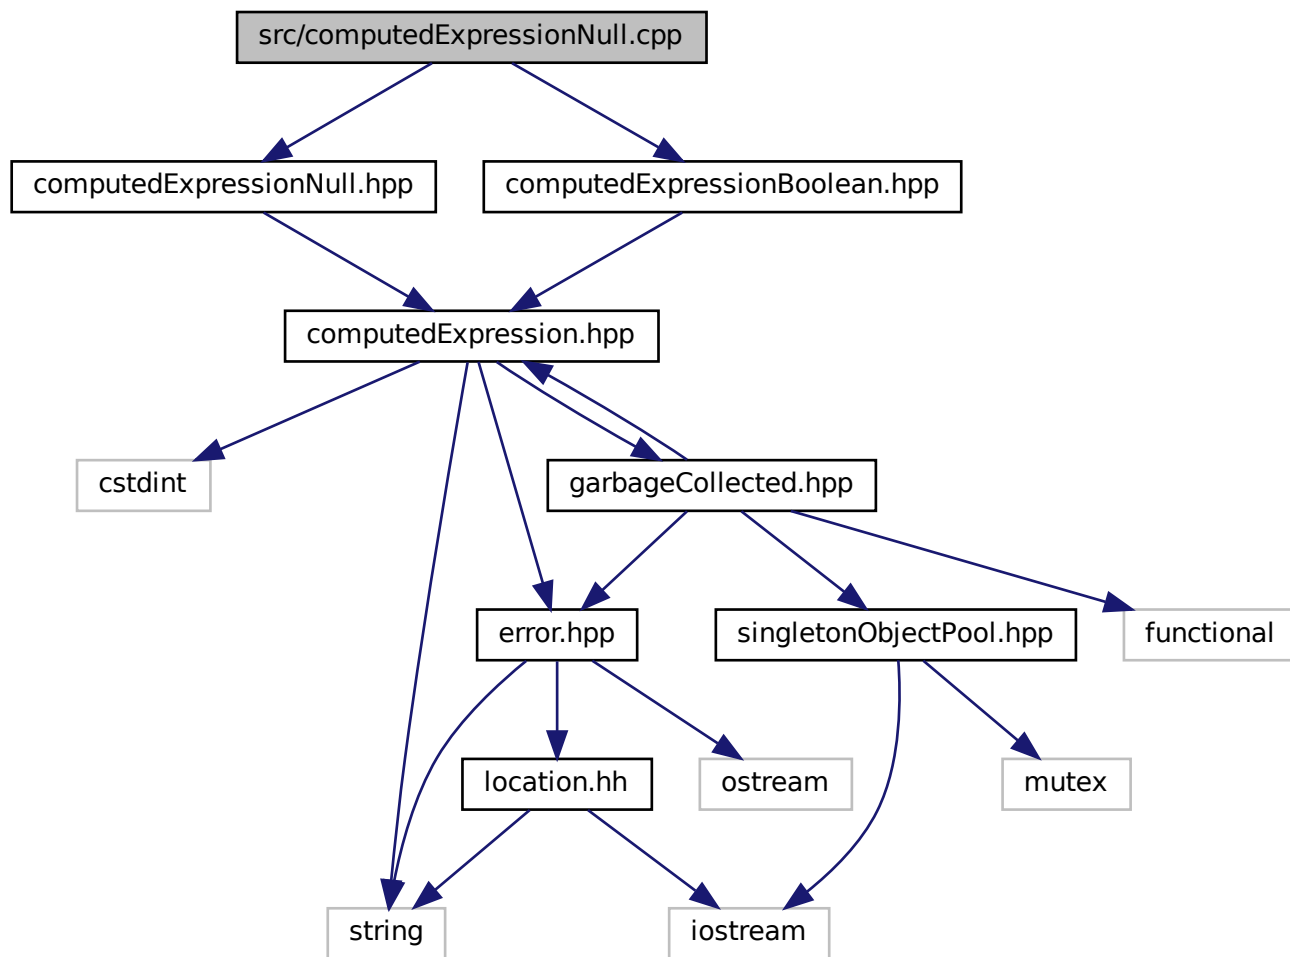 src/computedExpressionNull.cpp
computedExpressionNull.hpp
computedExpressionBoolean.hpp
computedExpression.hpp
cstdint
garbageCollected.hpp
error.hpp
singletonObjectPool.hpp
functional
location.hh
ostream
mutex
string
iostream